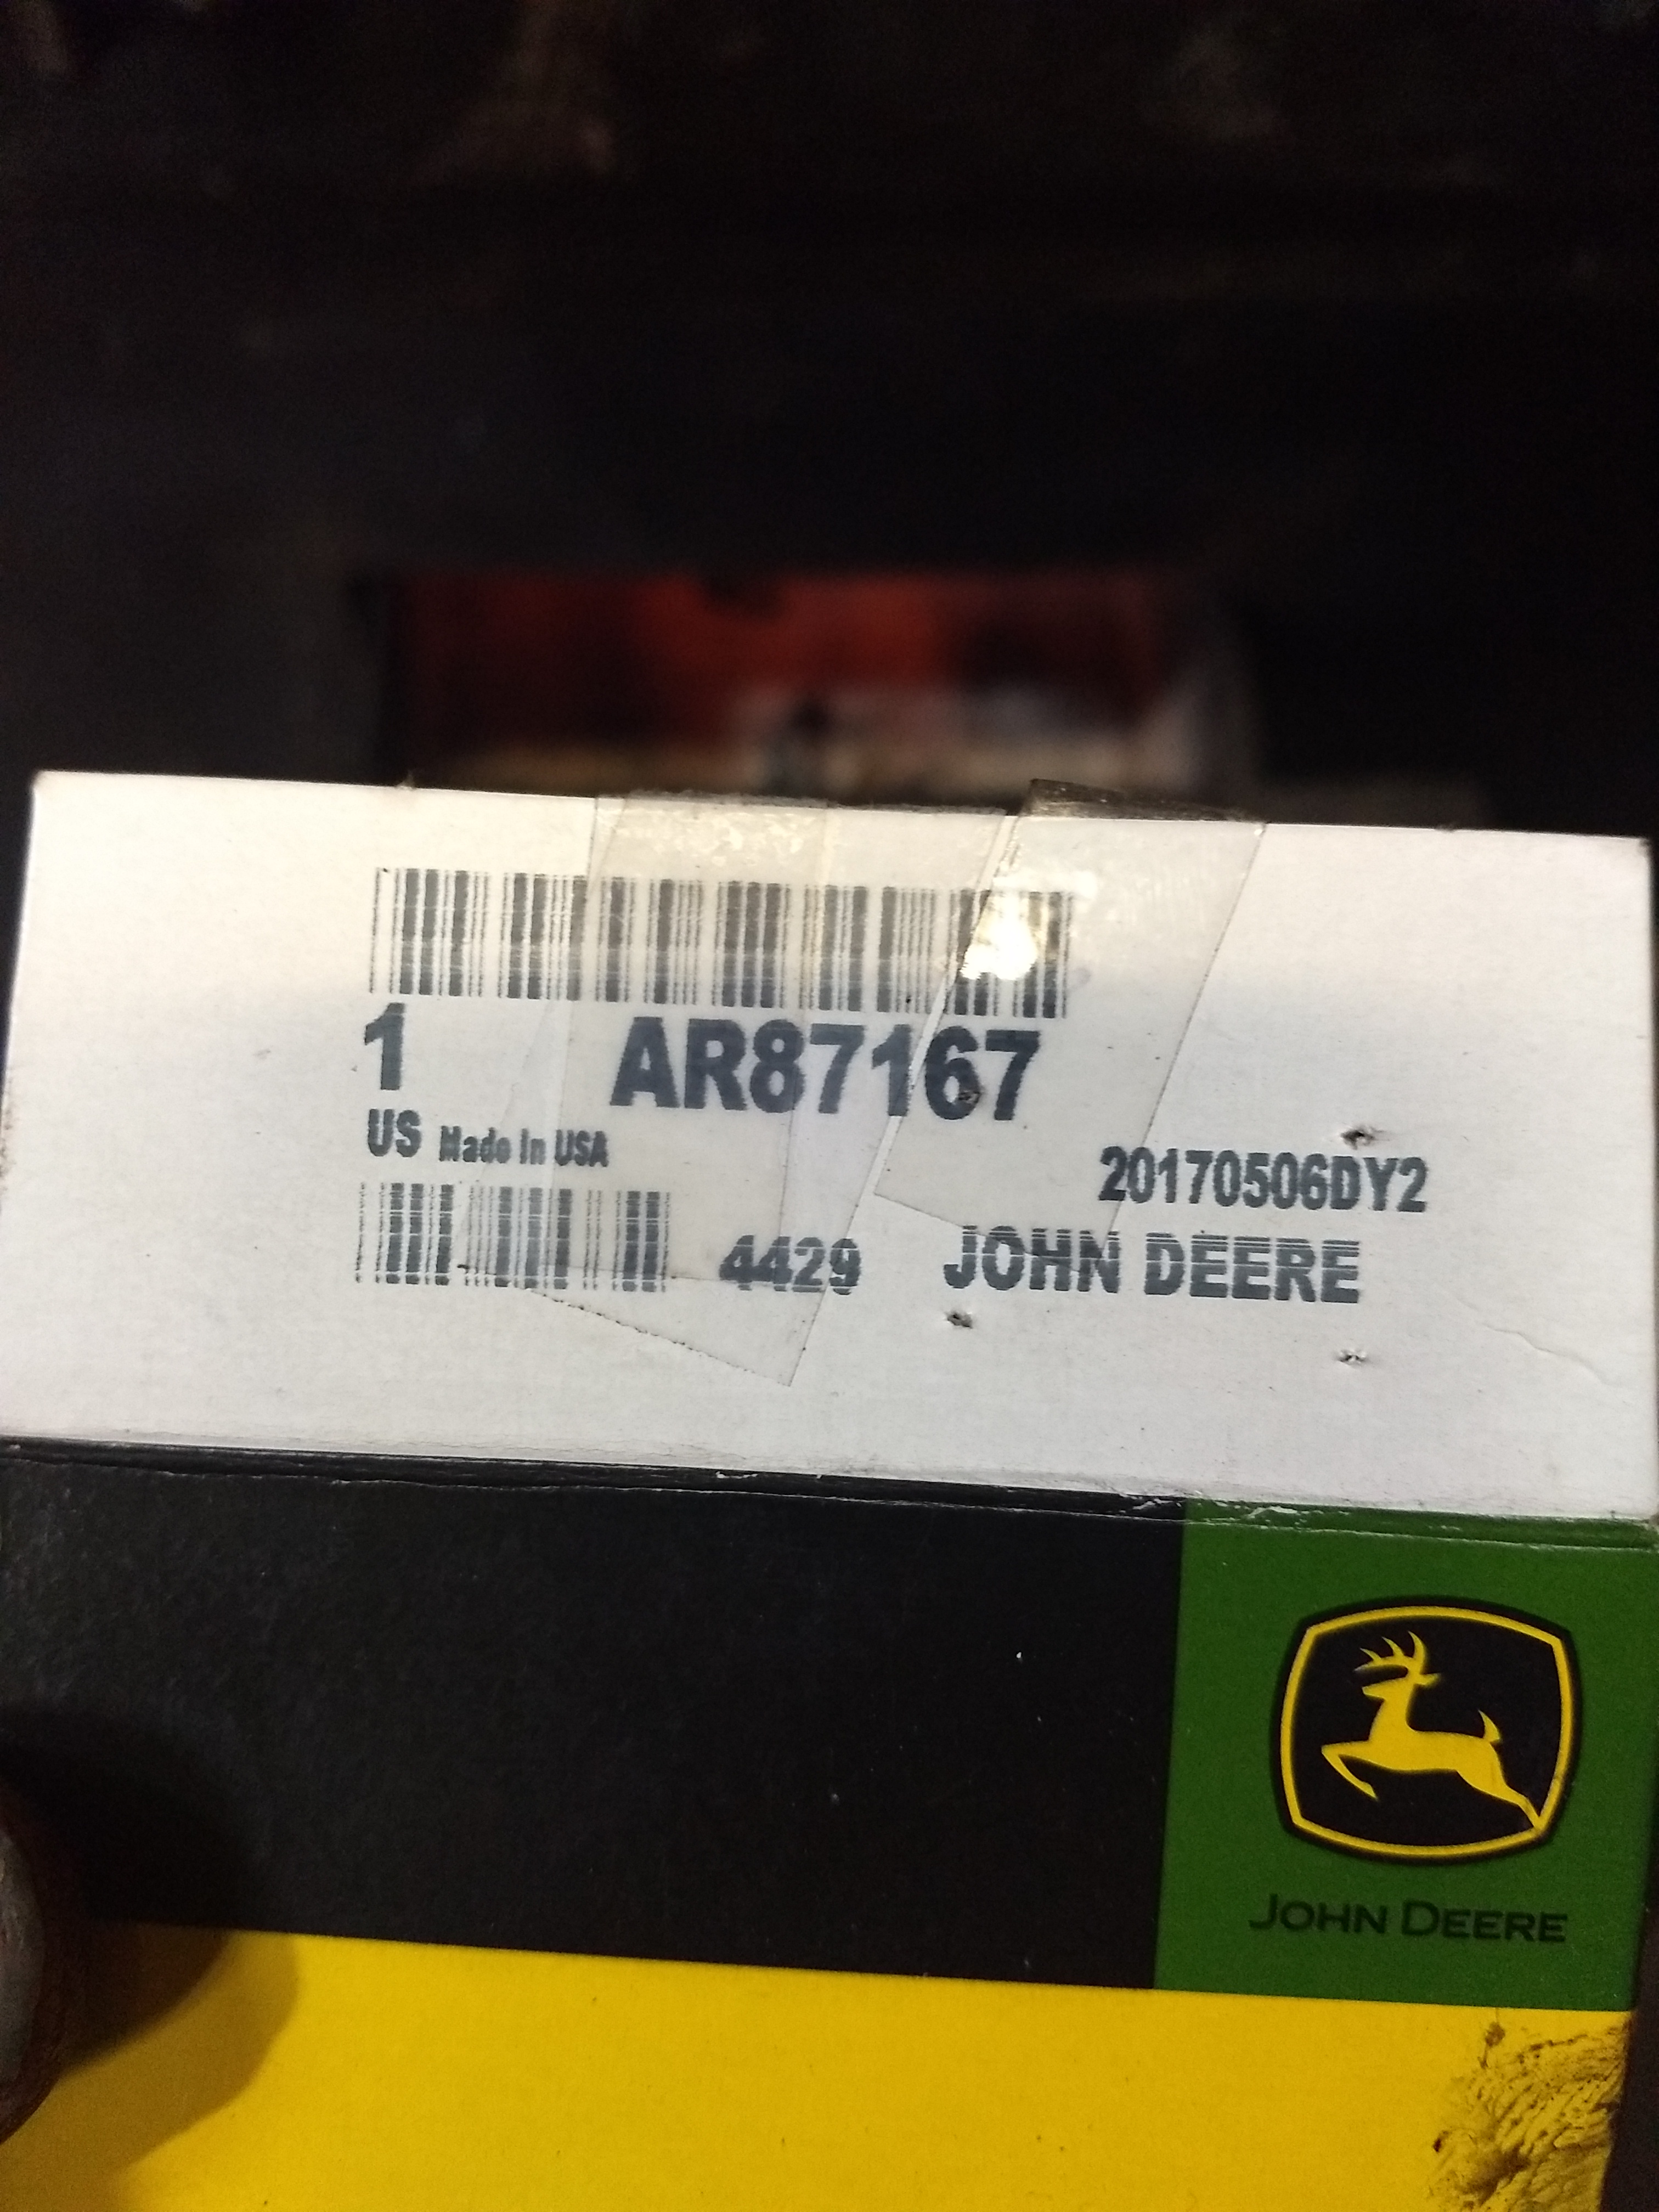 1 AR87167
US Made in USA
20170506DY2
4429 JOHN DEERE
JOHN DEERE